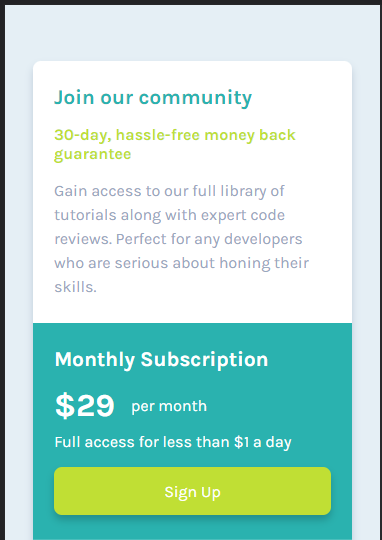 Join our community
30-day, hassle-free money back
guarantee
Gain access to our full library of
tutorials along with expert code
reviews. Perfect for any developers
who are serious about honing their
skills.
Monthly Subscription
$29 per month
Full access for less than $1 a day
Sign Up